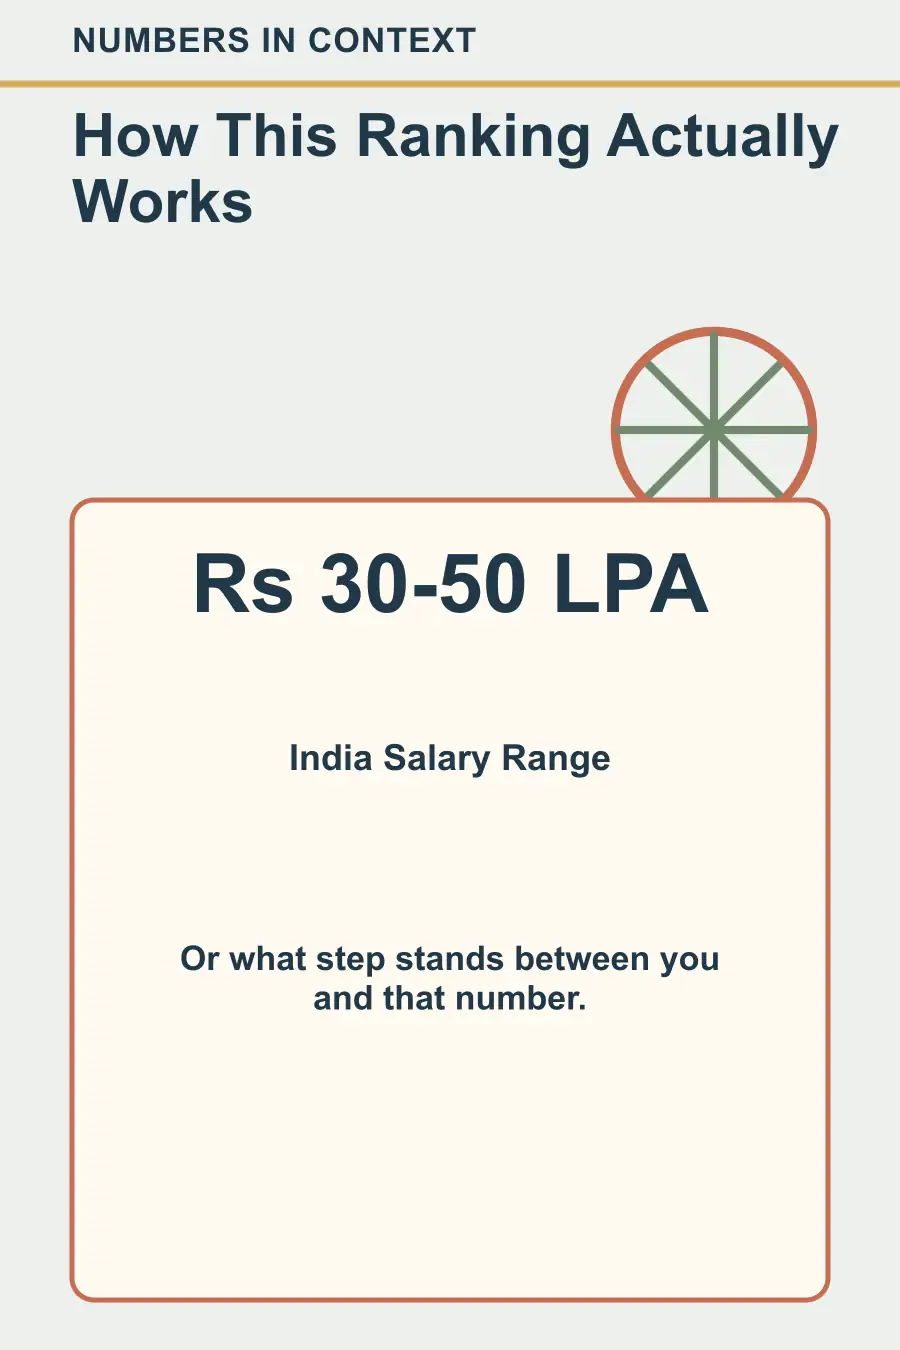 NUMBERS IN CONTEXT
How This Ranking Actually
Works
Rs 30-50 LPA
India Salary Range
Or what step stands between you
and that number.